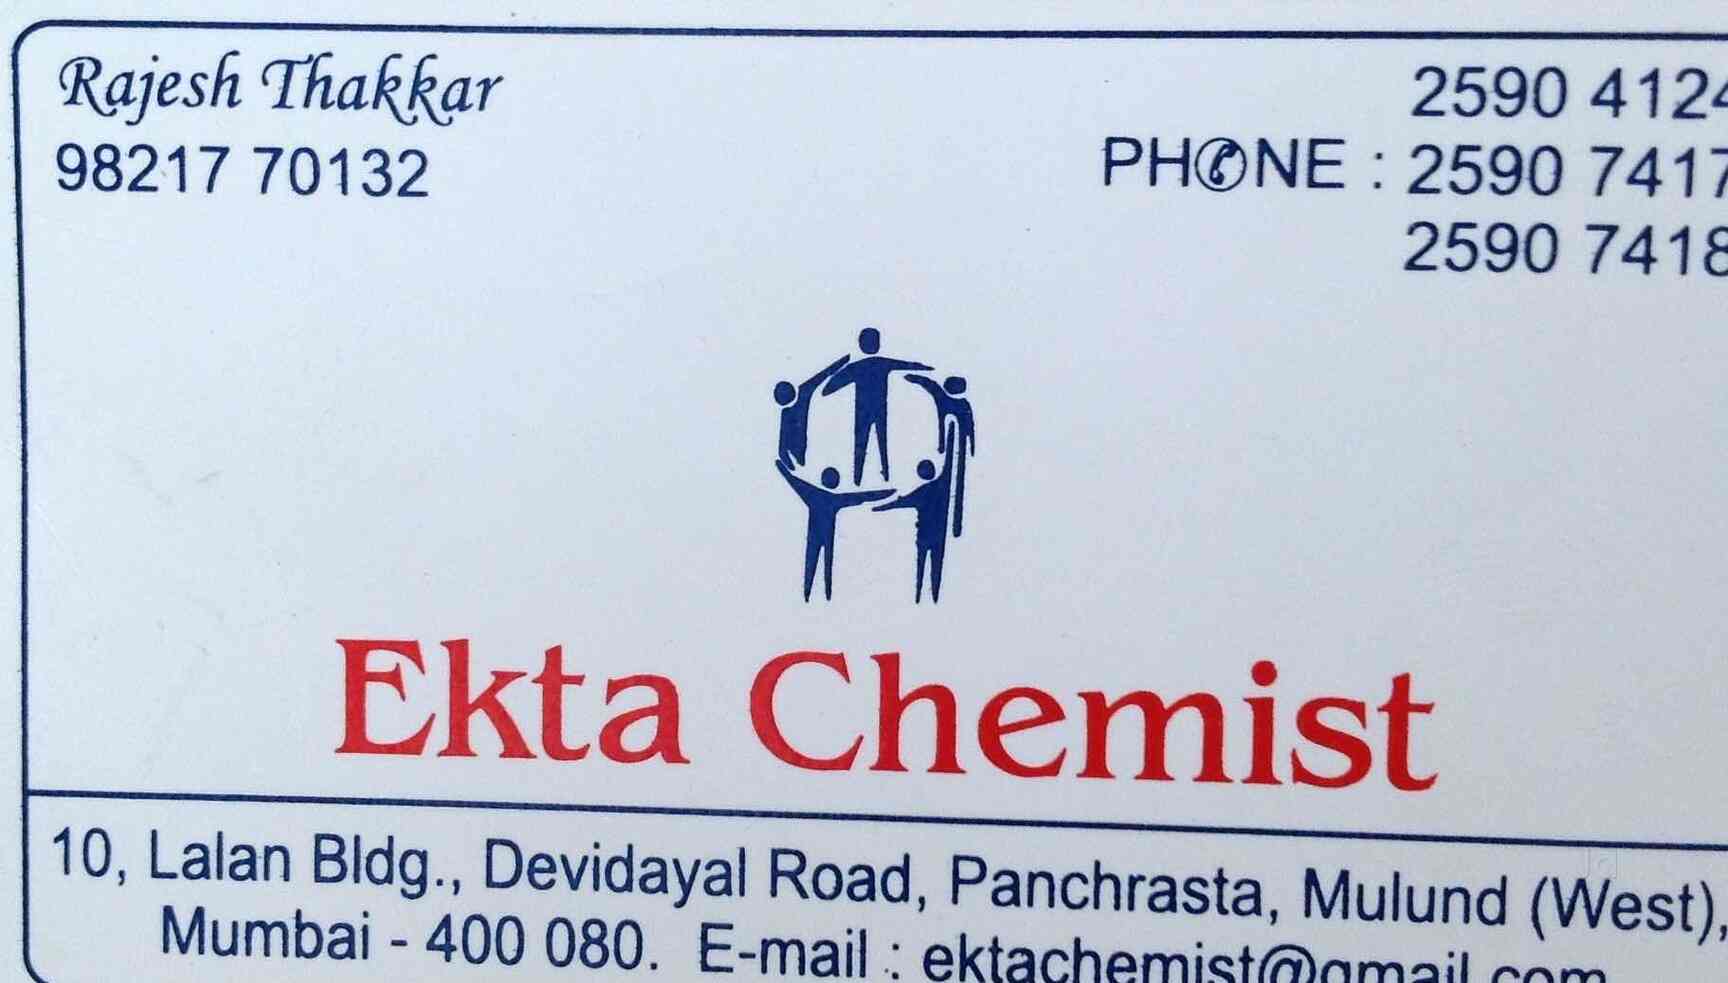 Rajesh Thakkar
98217 70132
2590 4124
PHONE : 2590 7417
2590 7418
Ekta Chemist
10, Lalan Bldg., Devidayal Road, Panchrasta, Mulund (West),
Mumbai - 400 080. E-mail : ektachemist@gmail.com